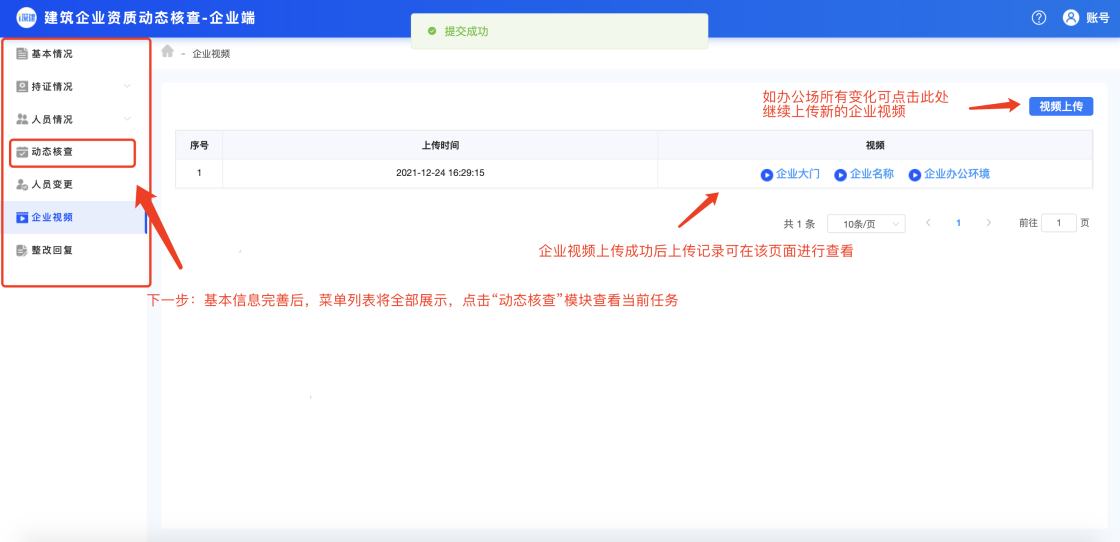 i深建 建筑企业资质动态核查-企业端
提交成功
账号
基本情况
持证情况
人员情况
动态核查
人员变更
企业视频
整改回复
- 企业视频
如办公场所有变化可点击此处
继续上传新的企业视频
视频上传
序号 上传时间 视频
1 2021-12-24 16:29:15 企业大门 企业名称 企业办公环境
共 1 条 10条/页 1 前往 1 页
企业视频上传成功后上传记录可在该页面进行查看
下一步：基本信息完善后，菜单列表将全部展示，点击“动态核查”模块查看当前任务